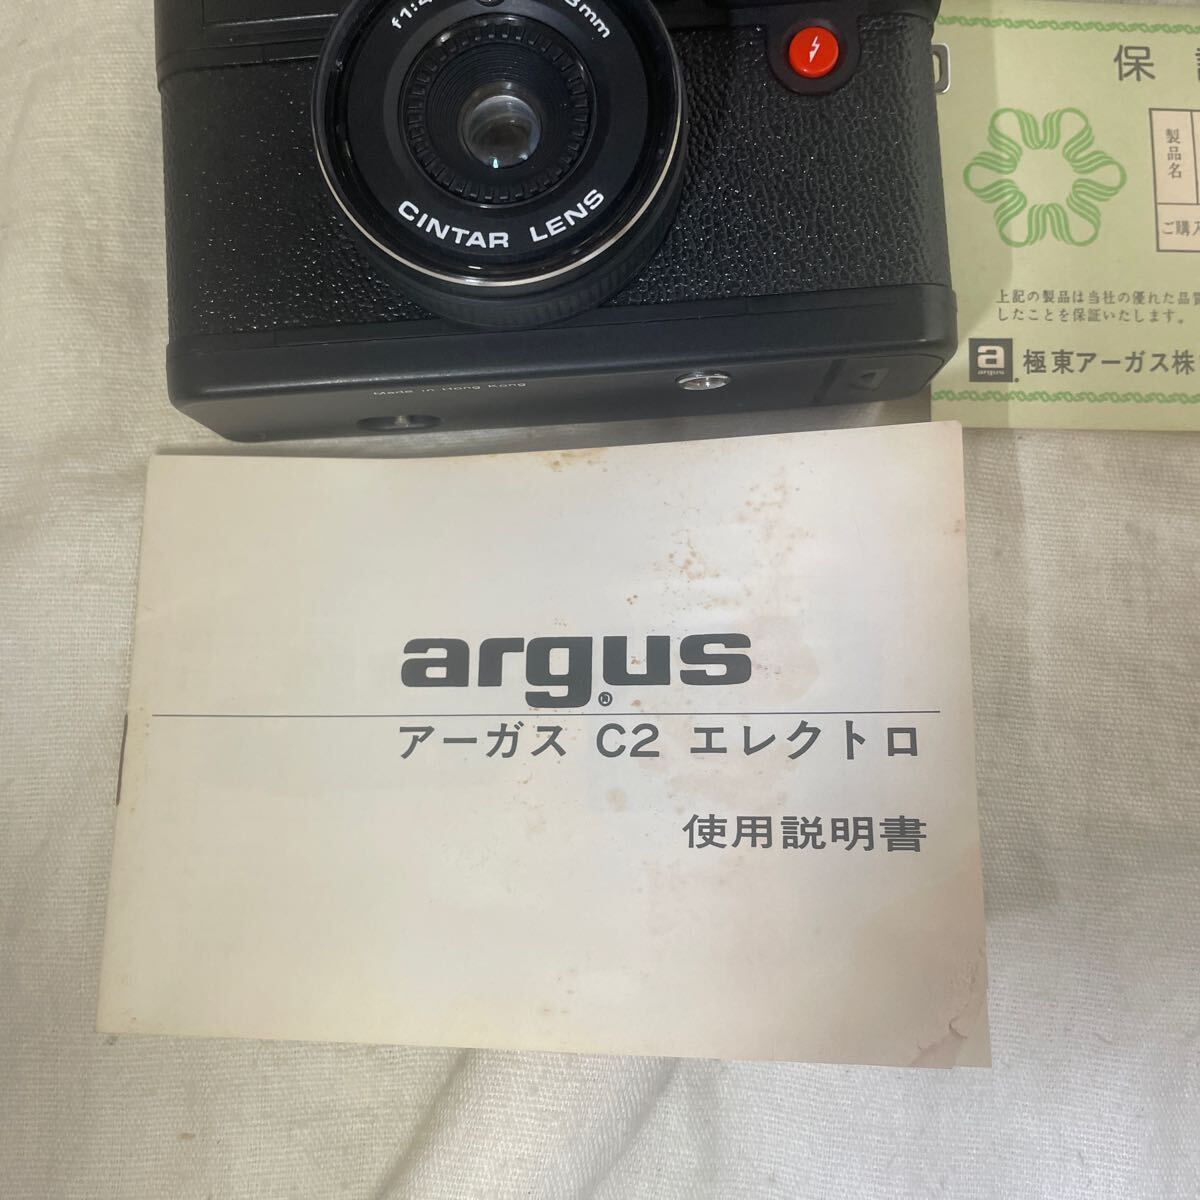 CINTAR LENS
Made in Hong Kong
保
製品名
ご購入
上記の製品は当社の優れた品質
したことを保証いたします。
a argus 極東アーガス株
argus®
アーガス C2 エレクトロ
使用説明書